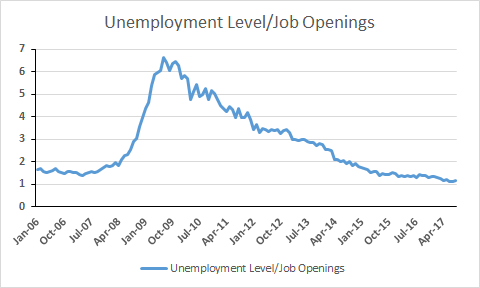 Unemployment Level/Job Openings
7
6
5
4
3
2
1
0
Jan-06
Oct-06
Jul-07
Apr-08
Jan-09
Oct-09
Jul-10
Apr-11
Jan-12
Oct-12
Jul-13
Apr-14
Jan-15
Oct-15
Jul-16
Apr-17
Unemployment Level/Job Openings